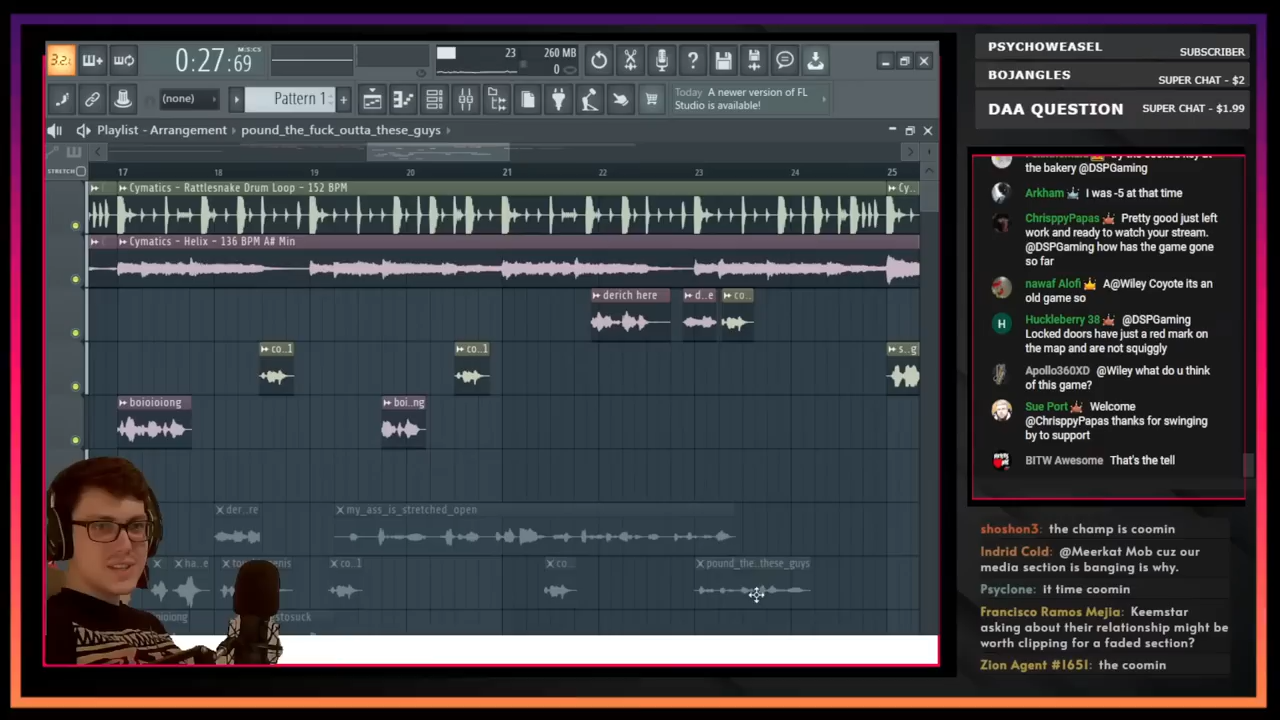 3.2
0:27:69
M:S:CS
23
260 MB
0
(none)
Pattern 1
Today A newer version of FL
Studio is available!
Playlist - Arrangement › pound_the_fuck_outta_these_guys ›
STRETCH
17 18 19 20 21 22 23 24 25
Cymatics - Rattlesnake Drum Loop - 152 BPM
Cy..
Cymatics - Helix - 136 BPM A# Min
derich here
d..e
co..
co..l
co..l
s..g
boioioiong
boi..ng
der..re
my_ass_is_stretched_open
ha..e
co..l
co..
pound_the..these_guys
PSYCHOWEASEL SUBSCRIBER
BOJANGLES SUPER CHAT - $2
DAA QUESTION SUPER CHAT - $1.99
the bakery @DSPGaming
Arkham I was -5 at that time
ChrisppyPapas Pretty good just left
work and ready to watch your stream.
@DSPGaming how has the game gone
so far
nawaf Alofi A@Wiley Coyote its an
old game so
Huckleberry 38 @DSPGaming
Locked doors have just a red mark on
the map and are not squiggly
Apollo360XD @Wiley what do u think
of this game?
Sue Port Welcome
@ChrisppyPapas thanks for swinging
by to support
BITW Awesome That's the tell
shoshon3: the champ is coomin
Indrid Cold: @Meerkat Mob cuz our
media section is banging is why.
Psyclone: it time coomin
Francisco Ramos Mejia: Keemstar
asking about their relationship might be
worth clipping for a faded section?
Zion Agent #1651: the coomin